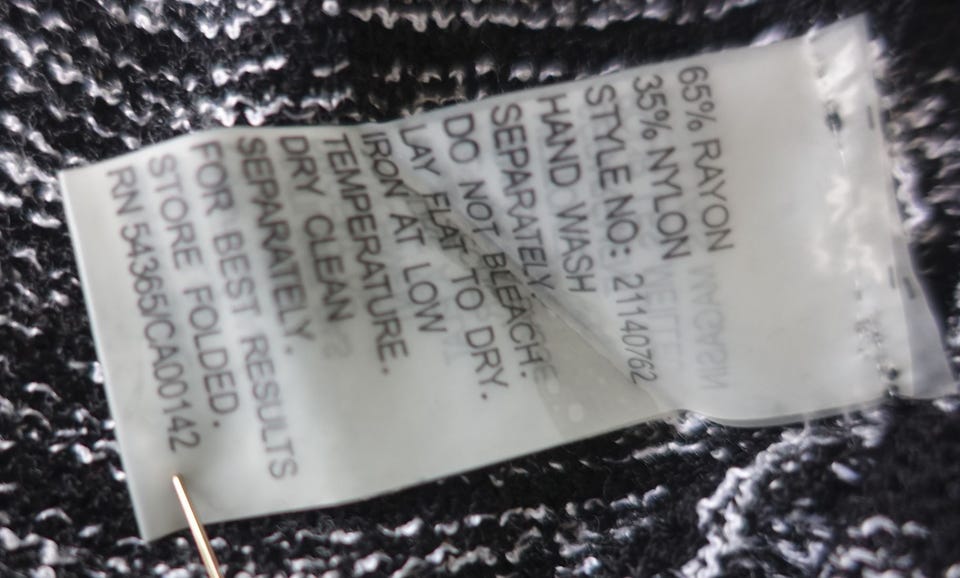 65% RAYON
35% NYLON
STYLE NO: 21140762
HAND WASH
SEPARATELY.
DO NOT BLEACH.
LAY FLAT TO DRY.
IRON AT LOW
TEMPERATURE.
DRY CLEAN
SEPARATELY.
FOR BEST RESULTS
STORE FOLDED.
RN 54365/CA00142